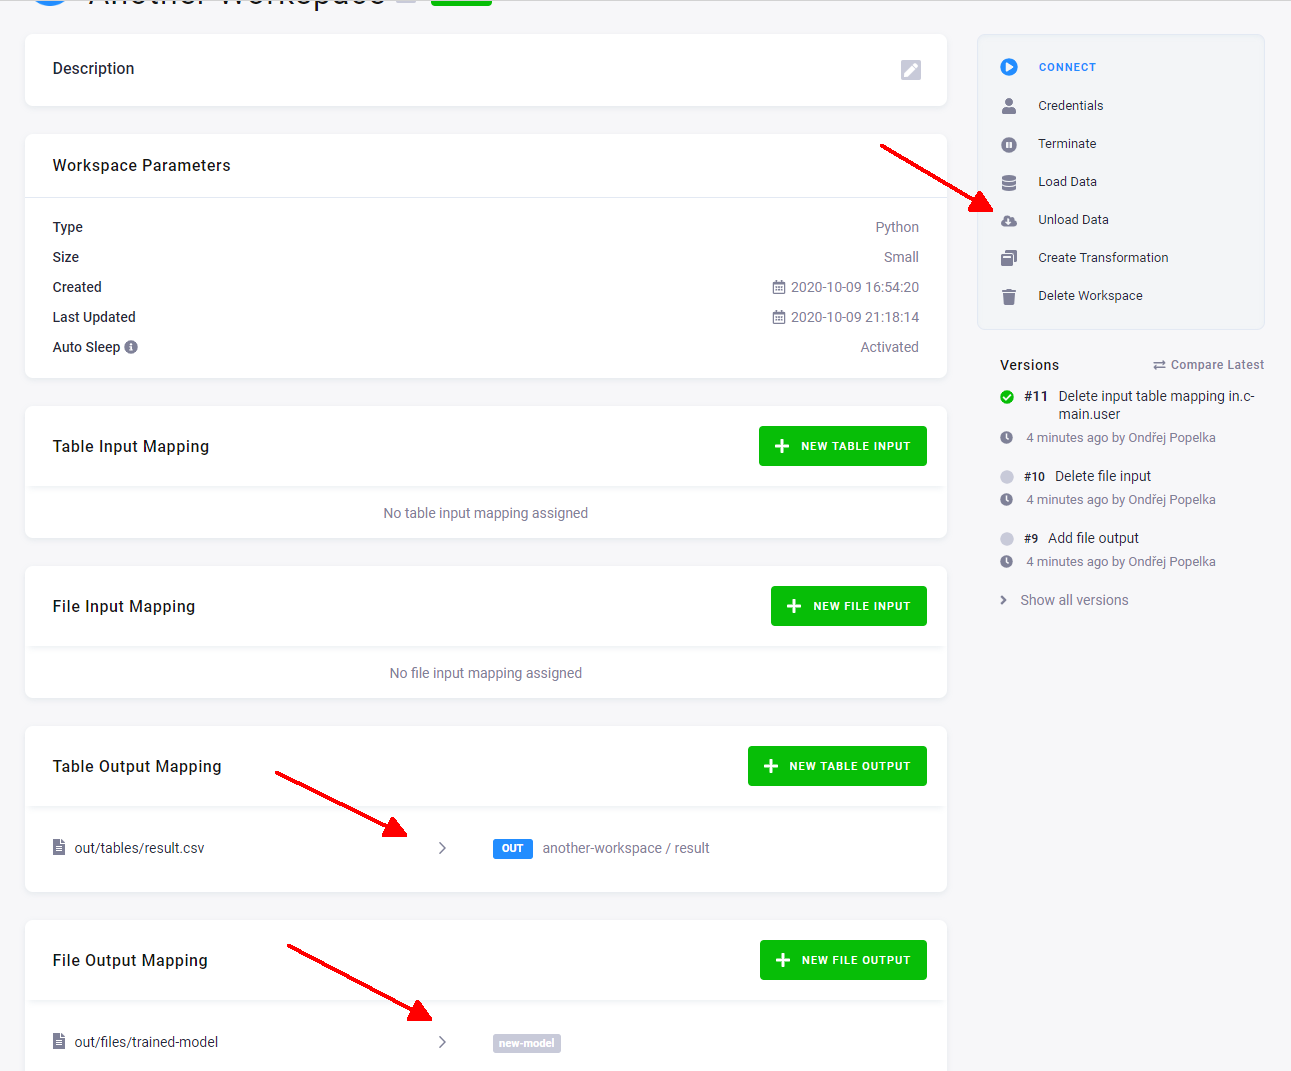 Another Workspace
Description
Workspace Parameters
Type Python
Size Small
Created 2020-10-09 16:54:20
Last Updated 2020-10-09 21:18:14
Auto Sleep Activated
Table Input Mapping
NEW TABLE INPUT
No table input mapping assigned
File Input Mapping
NEW FILE INPUT
No file input mapping assigned
Table Output Mapping
NEW TABLE OUTPUT
out/tables/result.csv OUT another-workspace / result
File Output Mapping
NEW FILE OUTPUT
out/files/trained-model new-model
CONNECT
Credentials
Terminate
Load Data
Unload Data
Create Transformation
Delete Workspace
Versions Compare Latest
#11 Delete input table mapping in.c-
main.user
4 minutes ago by Ondřej Popelka
#10 Delete file input
4 minutes ago by Ondřej Popelka
#9 Add file output
4 minutes ago by Ondřej Popelka
Show all versions